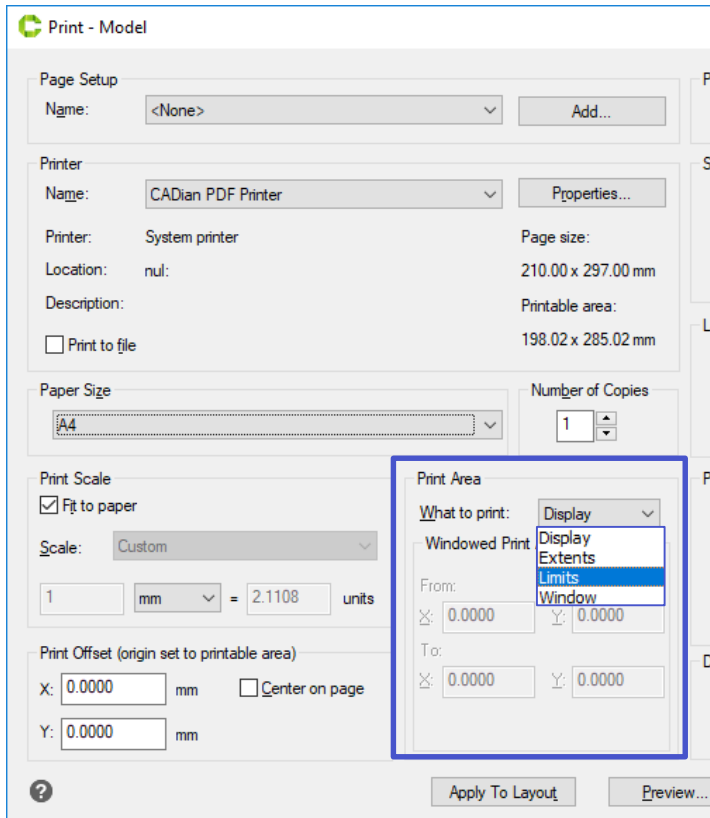 Print - Model
Page Setup
Name: <None> Add...
Printer
Name: CADian PDF Printer Properties...
Printer: System printer Page size:
Location: nul: 210.00 x 297.00 mm
Description: Printable area:
Print to file 198.02 x 285.02 mm
Paper Size
A4
Number of Copies
1
Print Scale
Fit to paper
Scale: Custom
1 mm = 2.1108 units
Print Offset (origin set to printable area)
X: 0.0000 mm Center on page
Y: 0.0000 mm
Print Area
What to print: Display
Display
Extents
Limits
Window
Windowed Print
From:
X: 0.0000 Y: 0.0000
To:
X: 0.0000 Y: 0.0000
P
S
L
P
D
? Apply To Layout Preview...